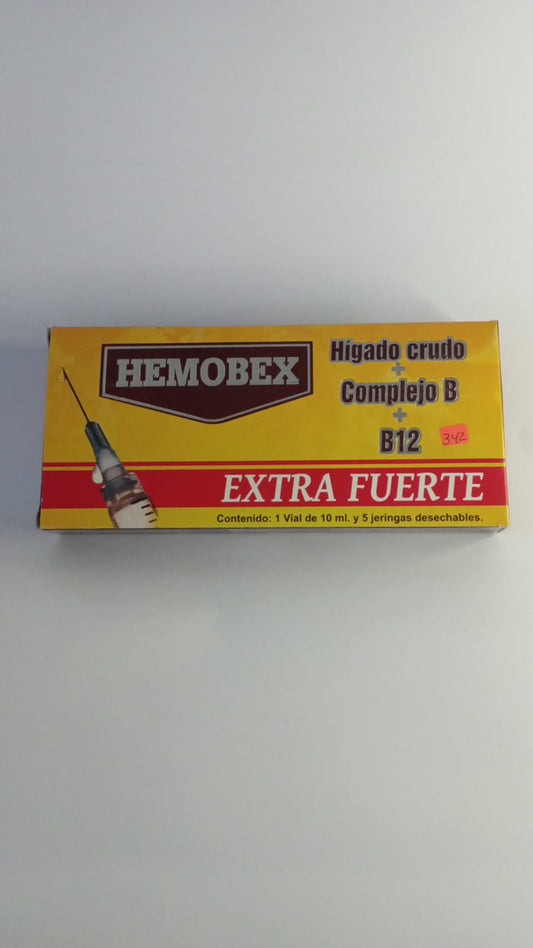 HEMOBEX
Hígado crudo
+
Complejo B
+
B12
342
EXTRA FUERTE
Contenido: 1 Vial de 10 ml. y 5 jeringas desechables.